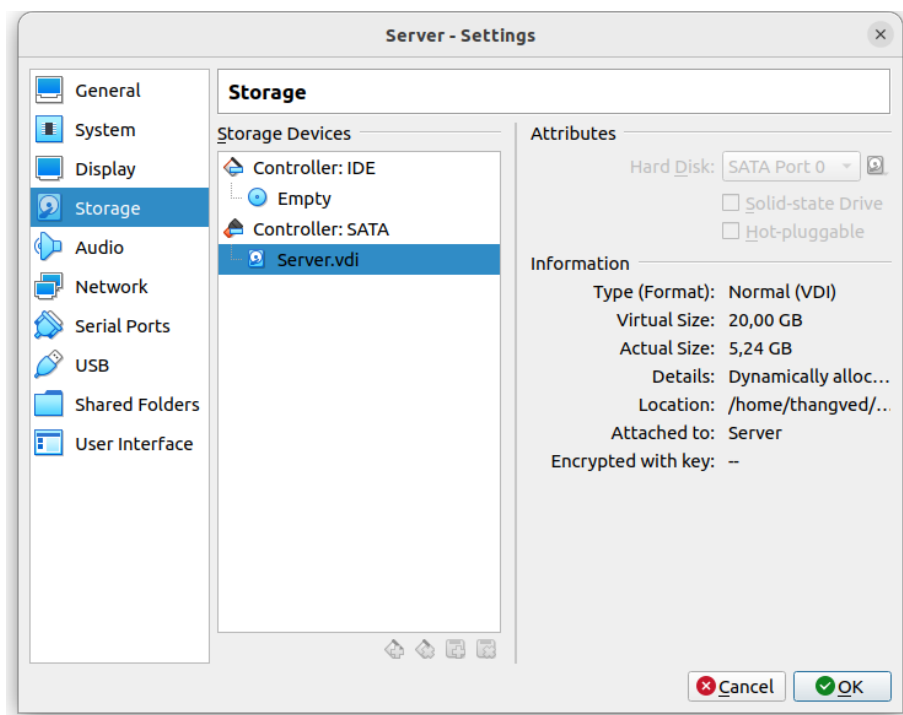 Server - Settings
General
System
Display
Storage
Audio
Network
Serial Ports
USB
Shared Folders
User Interface
Storage
Storage Devices
Controller: IDE
Empty
Controller: SATA
Server.vdi
Attributes
Hard Disk: SATA Port 0
Solid-state Drive
Hot-pluggable
Information
Type (Format): Normal (VDI)
Virtual Size: 20,00 GB
Actual Size: 5,24 GB
Details: Dynamically alloc...
Location: /home/thangved/...
Attached to: Server
Encrypted with key: --
Cancel OK